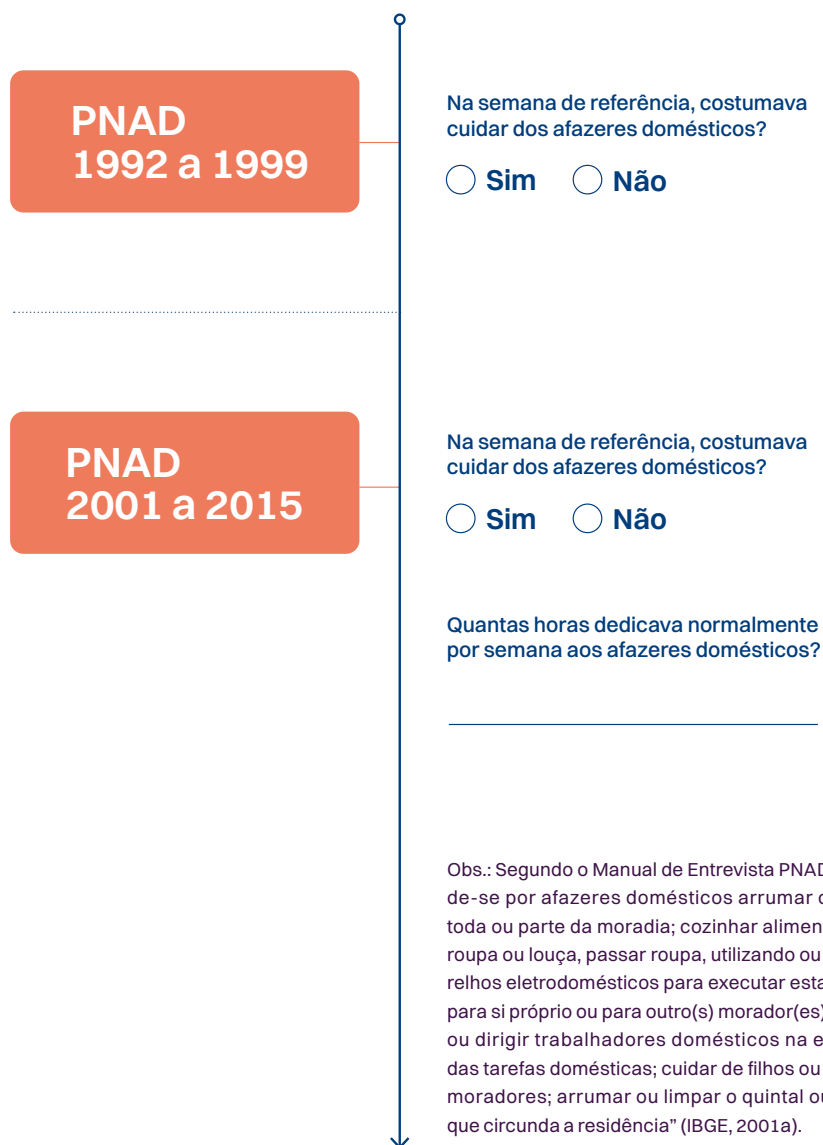 PNAD
1992 a 1999
Na semana de referência, costumava
cuidar dos afazeres domésticos?
Sim Não
PNAD
2001 a 2015
Na semana de referência, costumava
cuidar dos afazeres domésticos?
Sim Não
Quantas horas dedicava normalmente
por semana aos afazeres domésticos?
Obs.: Segundo o Manual de Entrevista PNAD
de-se por afazeres domésticos arrumar
toda ou parte da moradia; cozinhar
roupa ou louça, passar roupa, utilizando ou
relhos eletrodomésticos para executar
para si próprio ou para outro(s) morador(es)
ou dirigir trabalhadores domésticos na
das tarefas domésticas; cuidar de filhos ou
moradores; arrumar ou limpar o quintal
que circunda a residência” (IBGE, 2001a).